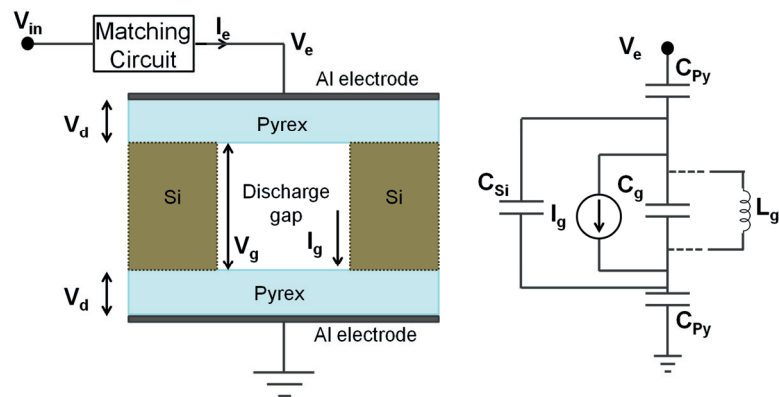 V_in
Matching
Circuit
I_e
V_e
Al electrode
V_d
Pyrex
Si
Discharge
gap
V_g
I_g
Si
V_d
Pyrex
Al electrode
V_e
C_Py
C_Si
I_g
C_g
L_g
C_Py